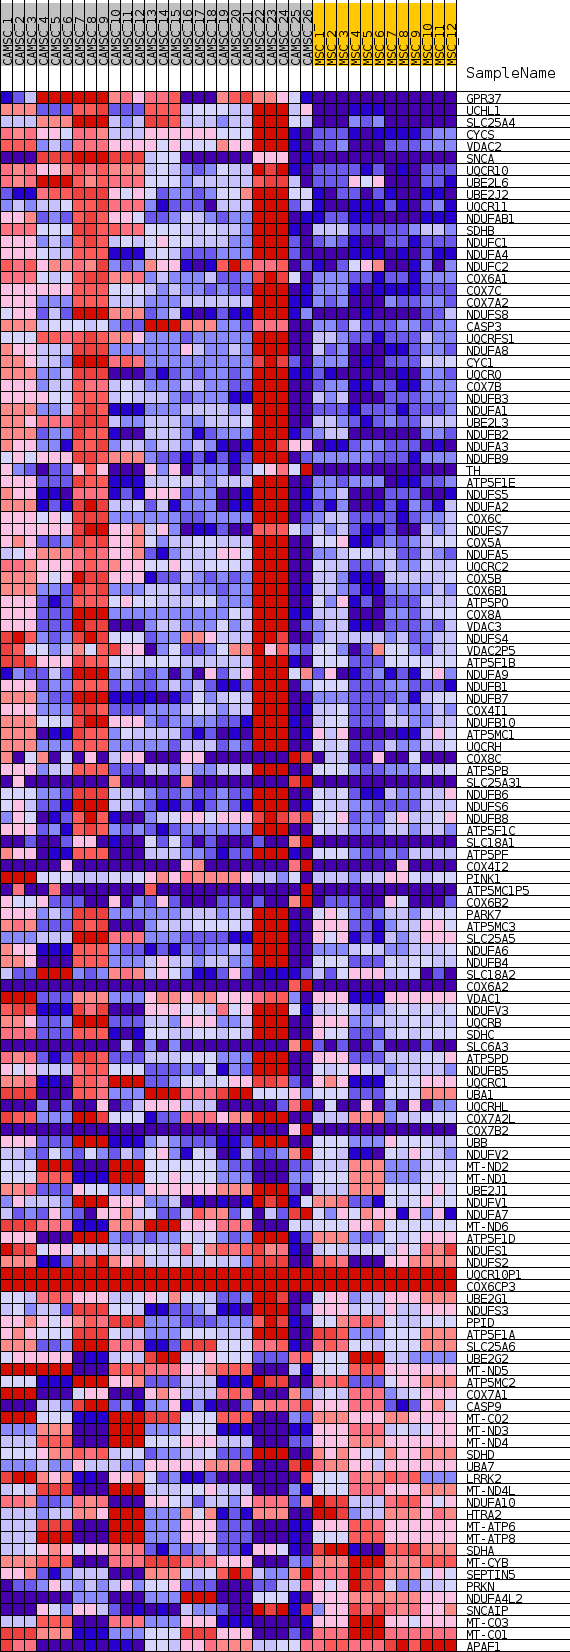 CAMSC_1
CAMSC_2
CAMSC_3
CAMSC_4
CAMSC_5
CAMSC_6
CAMSC_7
CAMSC_8
CAMSC_9
CAMSC_10
CAMSC_11
CAMSC_12
CAMSC_13
CAMSC_14
CAMSC_15
CAMSC_16
CAMSC_17
CAMSC_18
CAMSC_19
CAMSC_20
CAMSC_21
CAMSC_22
CAMSC_23
CAMSC_24
CAMSC_25
CAMSC_26
MSC_1
MSC_2
MSC_3
MSC_4
MSC_5
MSC_6
MSC_7
MSC_8
MSC_9
MSC_10
MSC_11
MSC_12
SampleName
GPR37
UCHL1
SLC25A4
CYCS
VDAC2
SNCA
UQCR10
UBE2L6
UBE2J2
UQCR11
NDUFAB1
SDHB
NDUFC1
NDUFA4
NDUFC2
COX6A1
COX7C
COX7A2
NDUFS8
CASP3
UQCRFS1
NDUFA8
CYC1
UQCRQ
COX7B
NDUFB3
NDUFA1
UBE2L3
NDUFB2
NDUFA3
NDUFB9
TH
ATP5F1E
NDUFS5
NDUFA2
COX6C
NDUFS7
COX5A
NDUFA5
UQCRC2
COX5B
COX6B1
ATP5PO
COX8A
VDAC3
NDUFS4
VDAC2P5
ATP5F1B
NDUFA9
NDUFB1
NDUFB7
COX4I1
NDUFB10
ATP5MC1
UQCRH
COX8C
ATP5PB
SLC25A31
NDUFB6
NDUFS6
NDUFB8
ATP5F1C
SLC18A1
ATP5PF
COX4I2
PINK1
ATP5MC1P5
COX6B2
PARK7
ATP5MC3
SLC25A5
NDUFA6
NDUFB4
SLC18A2
COX6A2
VDAC1
NDUFV3
UQCRB
SDHC
SLC6A3
ATP5PD
NDUFB5
UQCRC1
UBA1
UQCRHL
COX7A2L
COX7B2
UBB
NDUFV2
MT-ND2
MT-ND1
UBE2J1
NDUFV1
NDUFA7
MT-ND6
ATP5F1D
NDUFS1
NDUFS2
UQCR10P1
COX6CP3
UBE2G1
NDUFS3
PPID
ATP5F1A
SLC25A6
UBE2G2
MT-ND5
ATP5MC2
COX7A1
CASP9
MT-CO2
MT-ND3
MT-ND4
SDHD
UBA7
LRRK2
MT-ND4L
NDUFA10
HTRA2
MT-ATP6
MT-ATP8
SDHA
MT-CYB
SEPTIN5
PRKN
NDUFA4L2
SNCAIP
MT-CO3
MT-CO1
APAF1